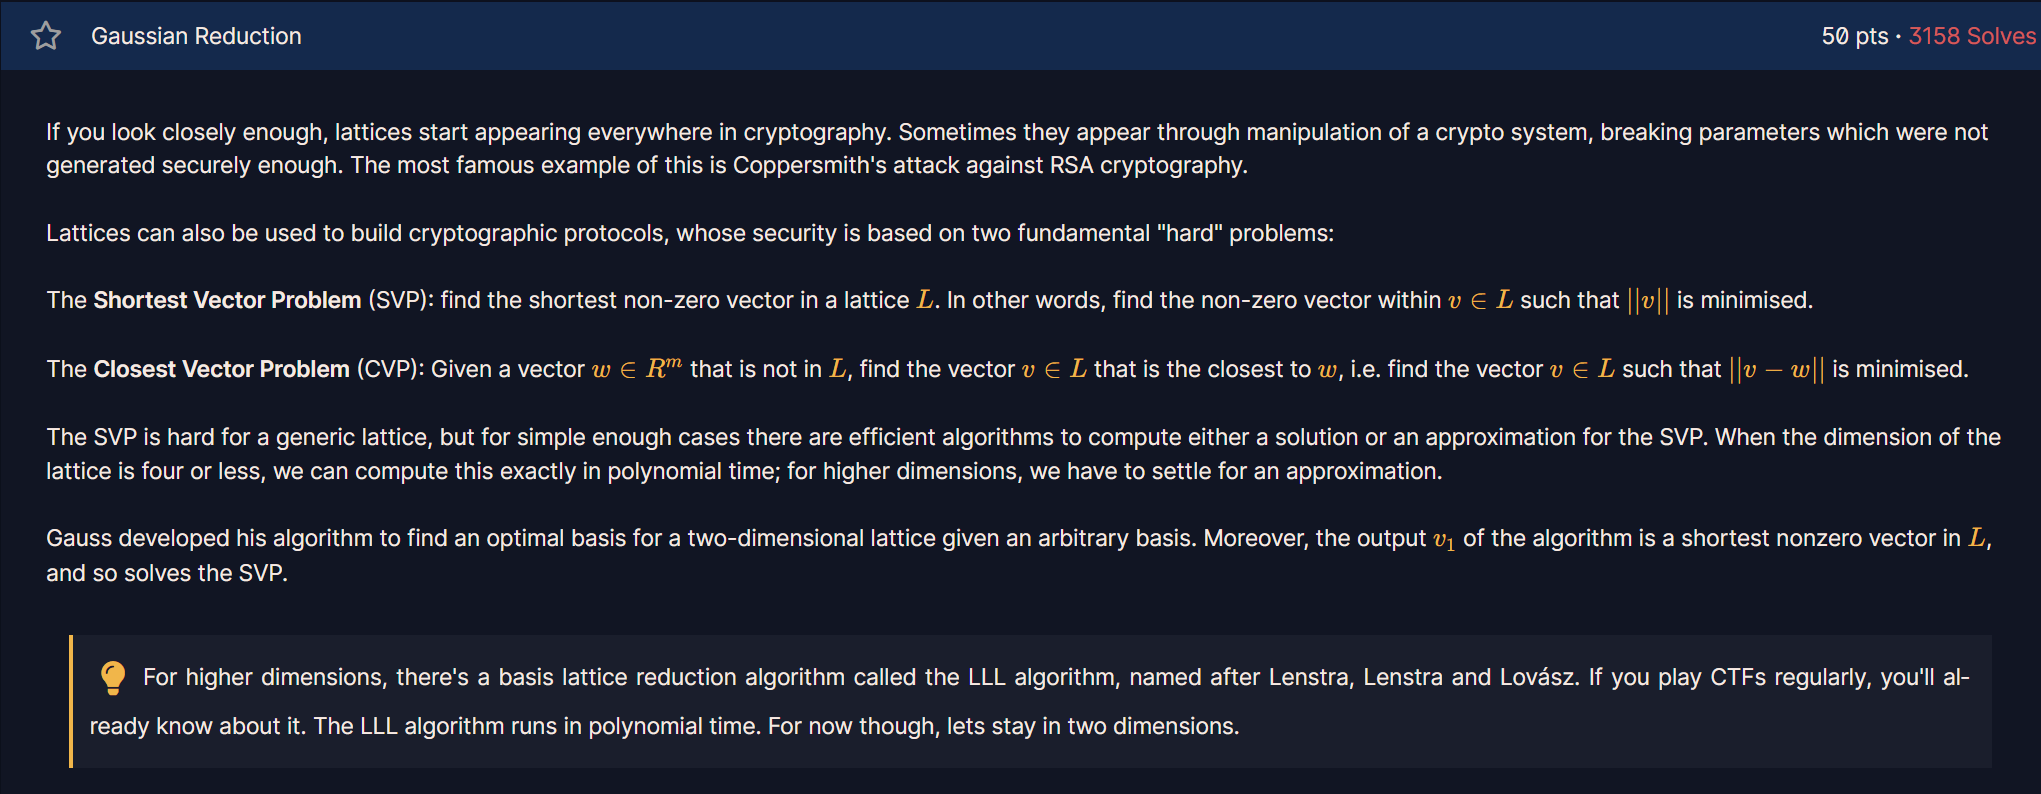 Gaussian Reduction
50 pts · 3158 Solves
If you look closely enough, lattices start appearing everywhere in cryptography. Sometimes they appear through manipulation of a crypto system, breaking parameters which were not
generated securely enough. The most famous example of this is Coppersmith's attack against RSA cryptography.
Lattices can also be used to build cryptographic protocols, whose security is based on two fundamental "hard" problems:
The Shortest Vector Problem (SVP): find the shortest non-zero vector in a lattice L. In other words, find the non-zero vector within v ∈ L such that ||v|| is minimised.
The Closest Vector Problem (CVP): Given a vector w ∈ Rᵐ that is not in L, find the vector v ∈ L that is the closest to w, i.e. find the vector v ∈ L such that ||v − w|| is minimised.
The SVP is hard for a generic lattice, but for simple enough cases there are efficient algorithms to compute either a solution or an approximation for the SVP. When the dimension of the
lattice is four or less, we can compute this exactly in polynomial time; for higher dimensions, we have to settle for an approximation.
Gauss developed his algorithm to find an optimal basis for a two-dimensional lattice given an arbitrary basis. Moreover, the output v₁ of the algorithm is a shortest nonzero vector in L,
and so solves the SVP.
For higher dimensions, there's a basis lattice reduction algorithm called the LLL algorithm, named after Lenstra, Lenstra and Lovász. If you play CTFs regularly, you'll al-
ready know about it. The LLL algorithm runs in polynomial time. For now though, lets stay in two dimensions.